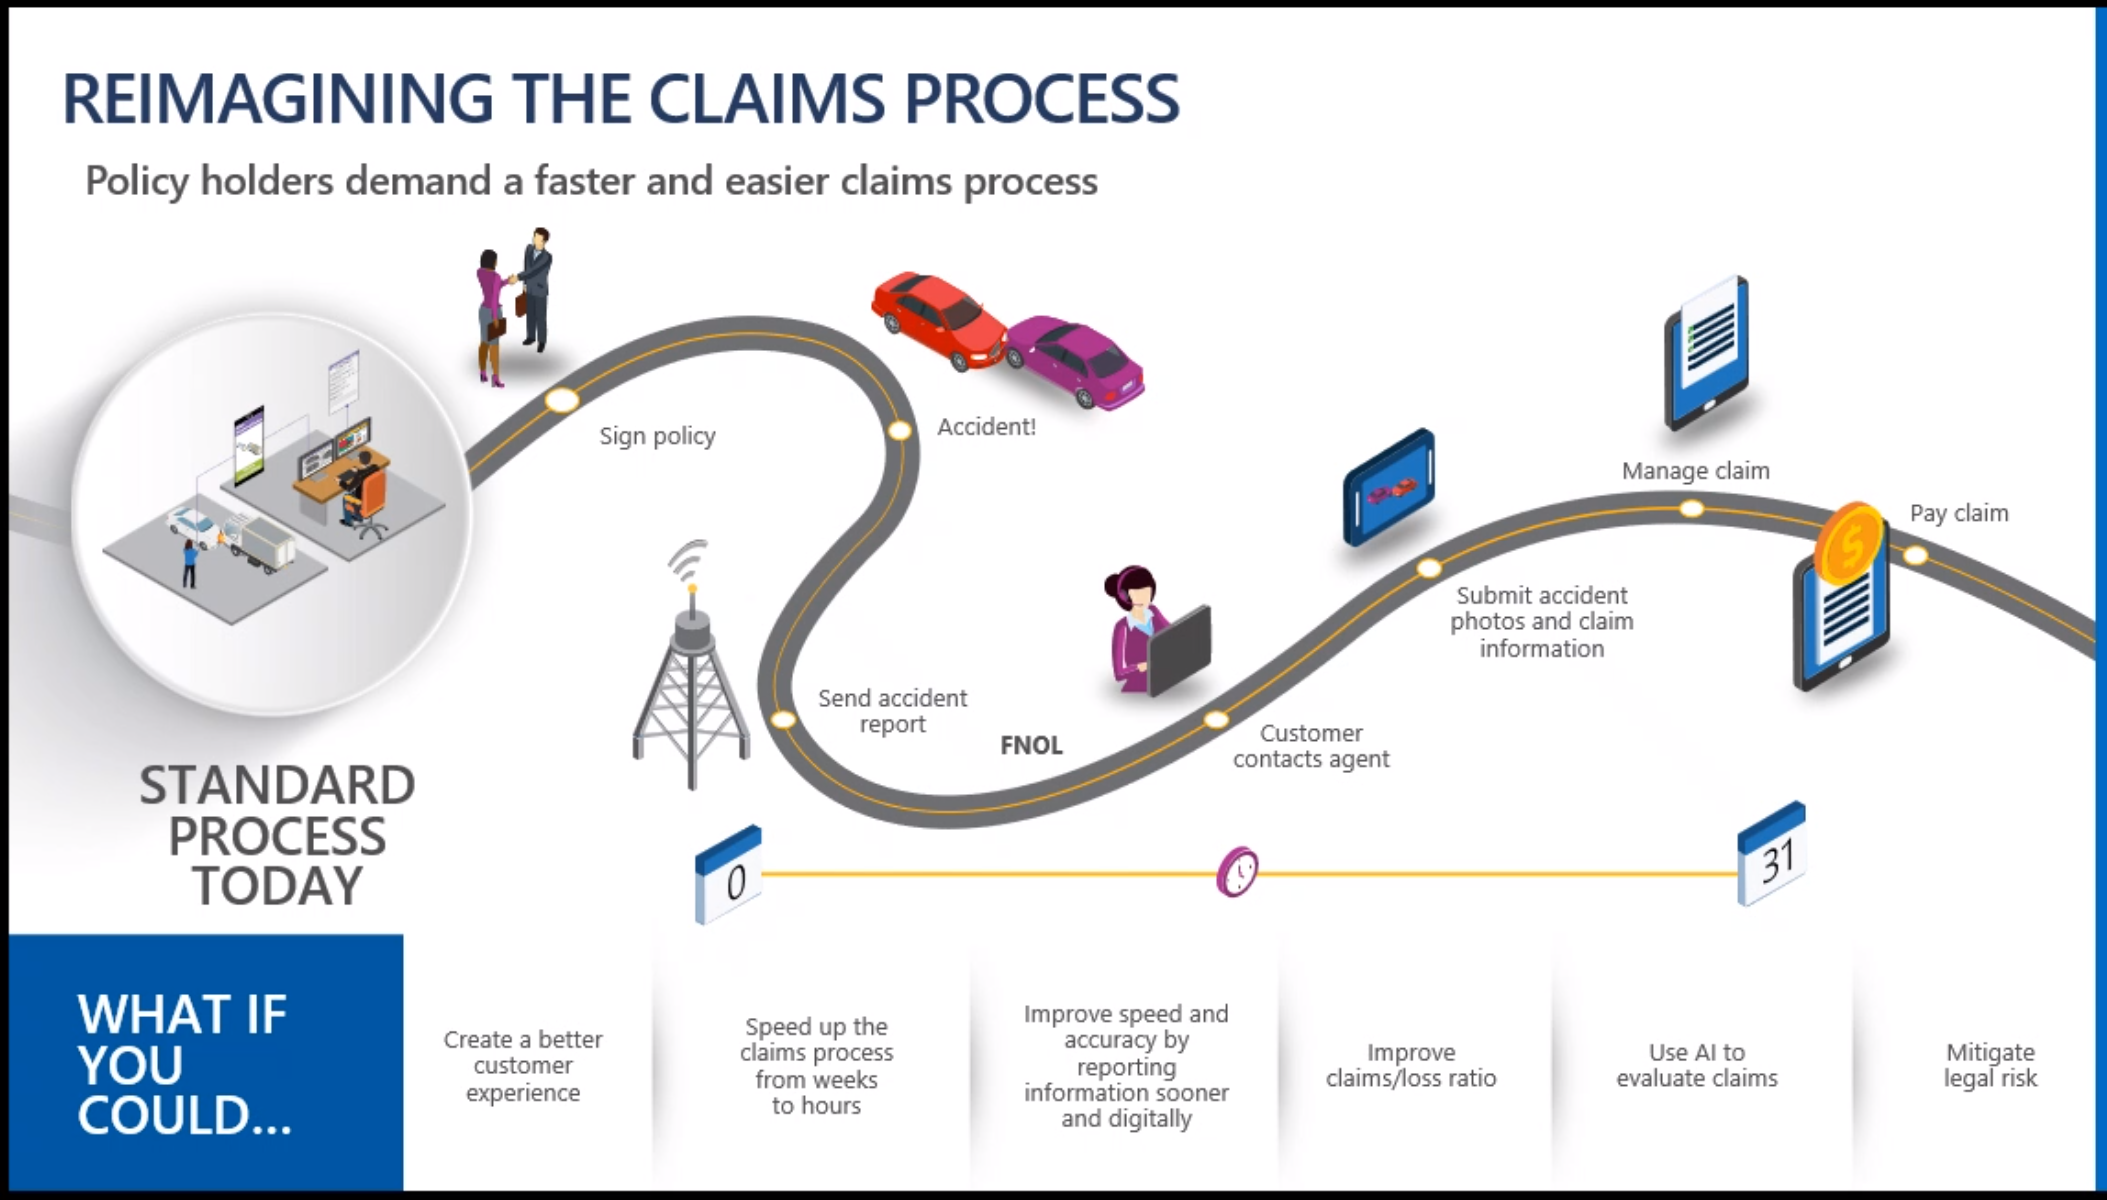 REIMAGINING THE CLAIMS PROCESS
Policy holders demand a faster and easier claims process
Sign policy
Accident!
Send accident
report
FNOL
Customer
contacts agent
Submit accident
photos and claim
information
Manage claim
Pay claim
$
STANDARD
PROCESS
TODAY
0
31
WHAT IF
YOU
COULD...
Create a better
customer
experience
Speed up the
claims process
from weeks
to hours
Improve speed and
accuracy by
reporting
information sooner
and digitally
Improve
claims/loss ratio
Use AI to
evaluate claims
Mitigate
legal risk